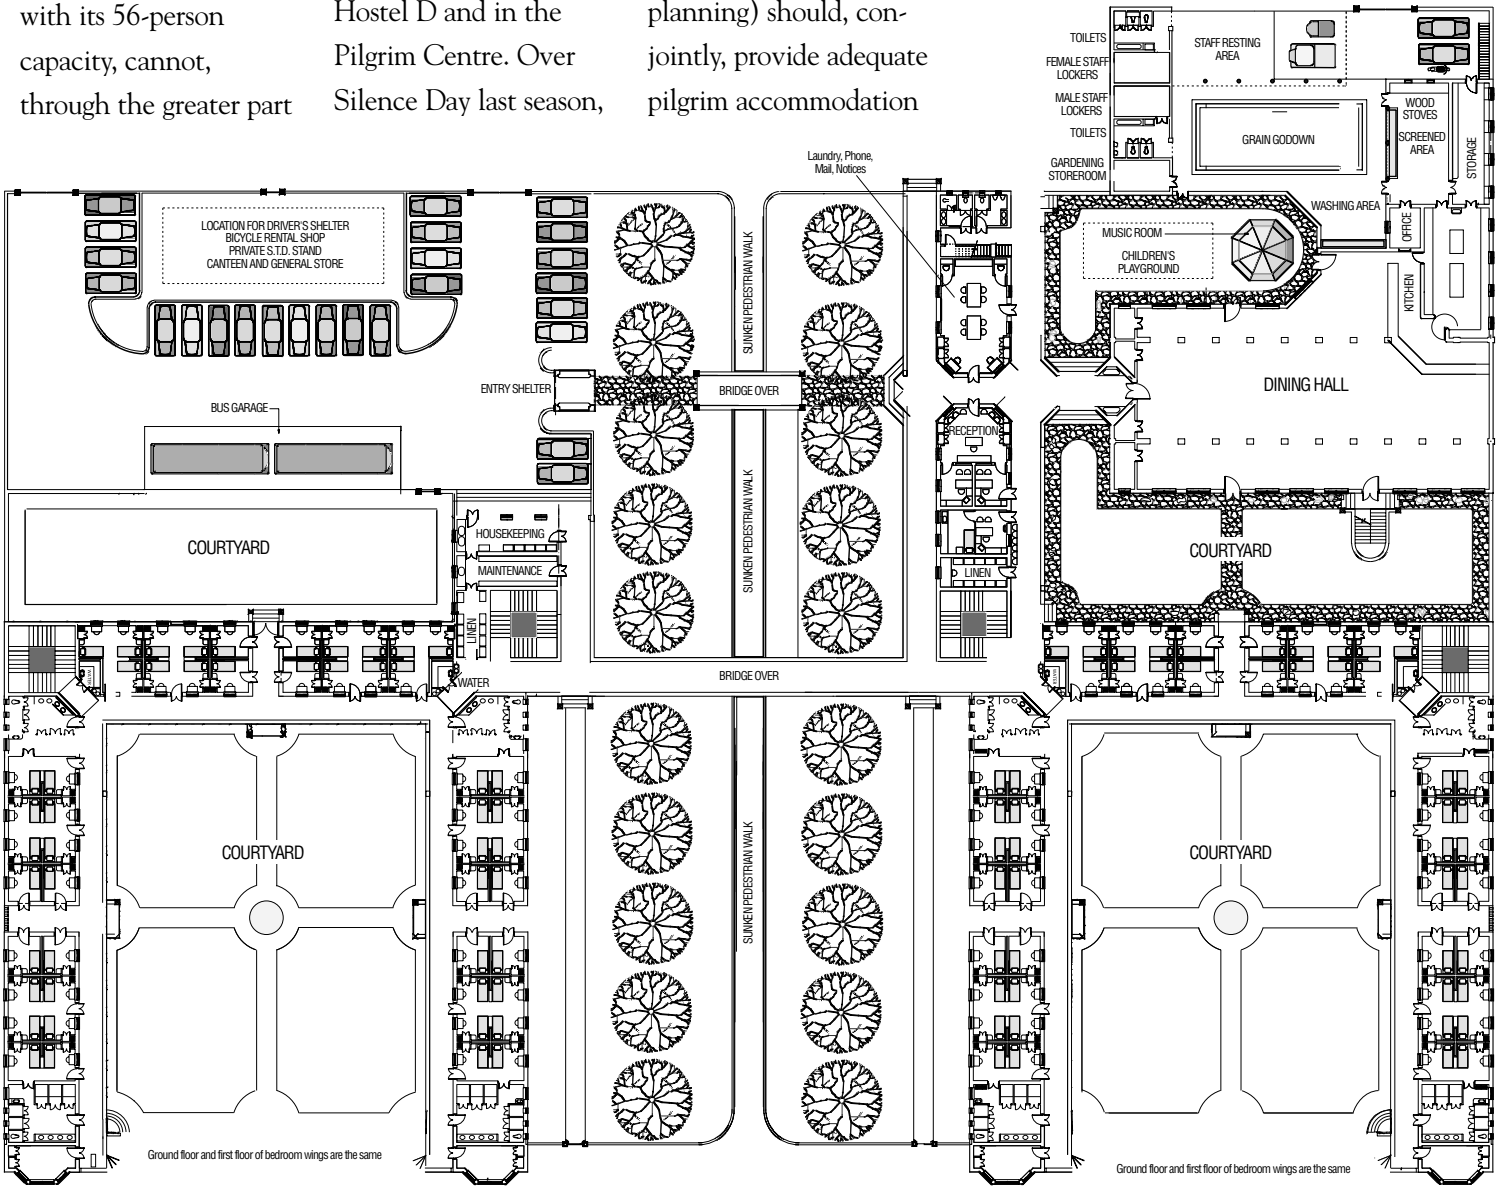 with its 56-person
capacity, cannot,
through the greater part
Hostel D and in the
Pilgrim Centre. Over
Silence Day last season,
planning) should, con-
jointly, provide adequate
pilgrim accommodation
TOILETS
FEMALE STAFF
LOCKERS
MALE STAFF
LOCKERS
TOILETS
GARDENING
STOREROOM
STAFF RESTING
AREA
GRAIN GODOWN
WOOD
STOVES
SCREENED
AREA
STORAGE
WASHING AREA
OFFICE
KITCHEN
MUSIC ROOM
CHILDREN'S
PLAYGROUND
Laundry, Phone,
Mail, Notices
LOCATION FOR DRIVER'S SHELTER
BICYCLE RENTAL SHOP
PRIVATE S.T.D. STAND
CANTEEN AND GENERAL STORE
SUNKEN PEDESTRIAN WALK
ENTRY SHELTER
BRIDGE OVER
DINING HALL
BUS GARAGE
RECEPTION
SUNKEN PEDESTRIAN WALK
COURTYARD
HOUSEKEEPING
MAINTENANCE
LINEN
LINEN
COURTYARD
WATER
WATER
BRIDGE OVER
WATER
COURTYARD
SUNKEN PEDESTRIAN WALK
COURTYARD
Ground floor and first floor of bedroom wings are the same
Ground floor and first floor of bedroom wings are the same